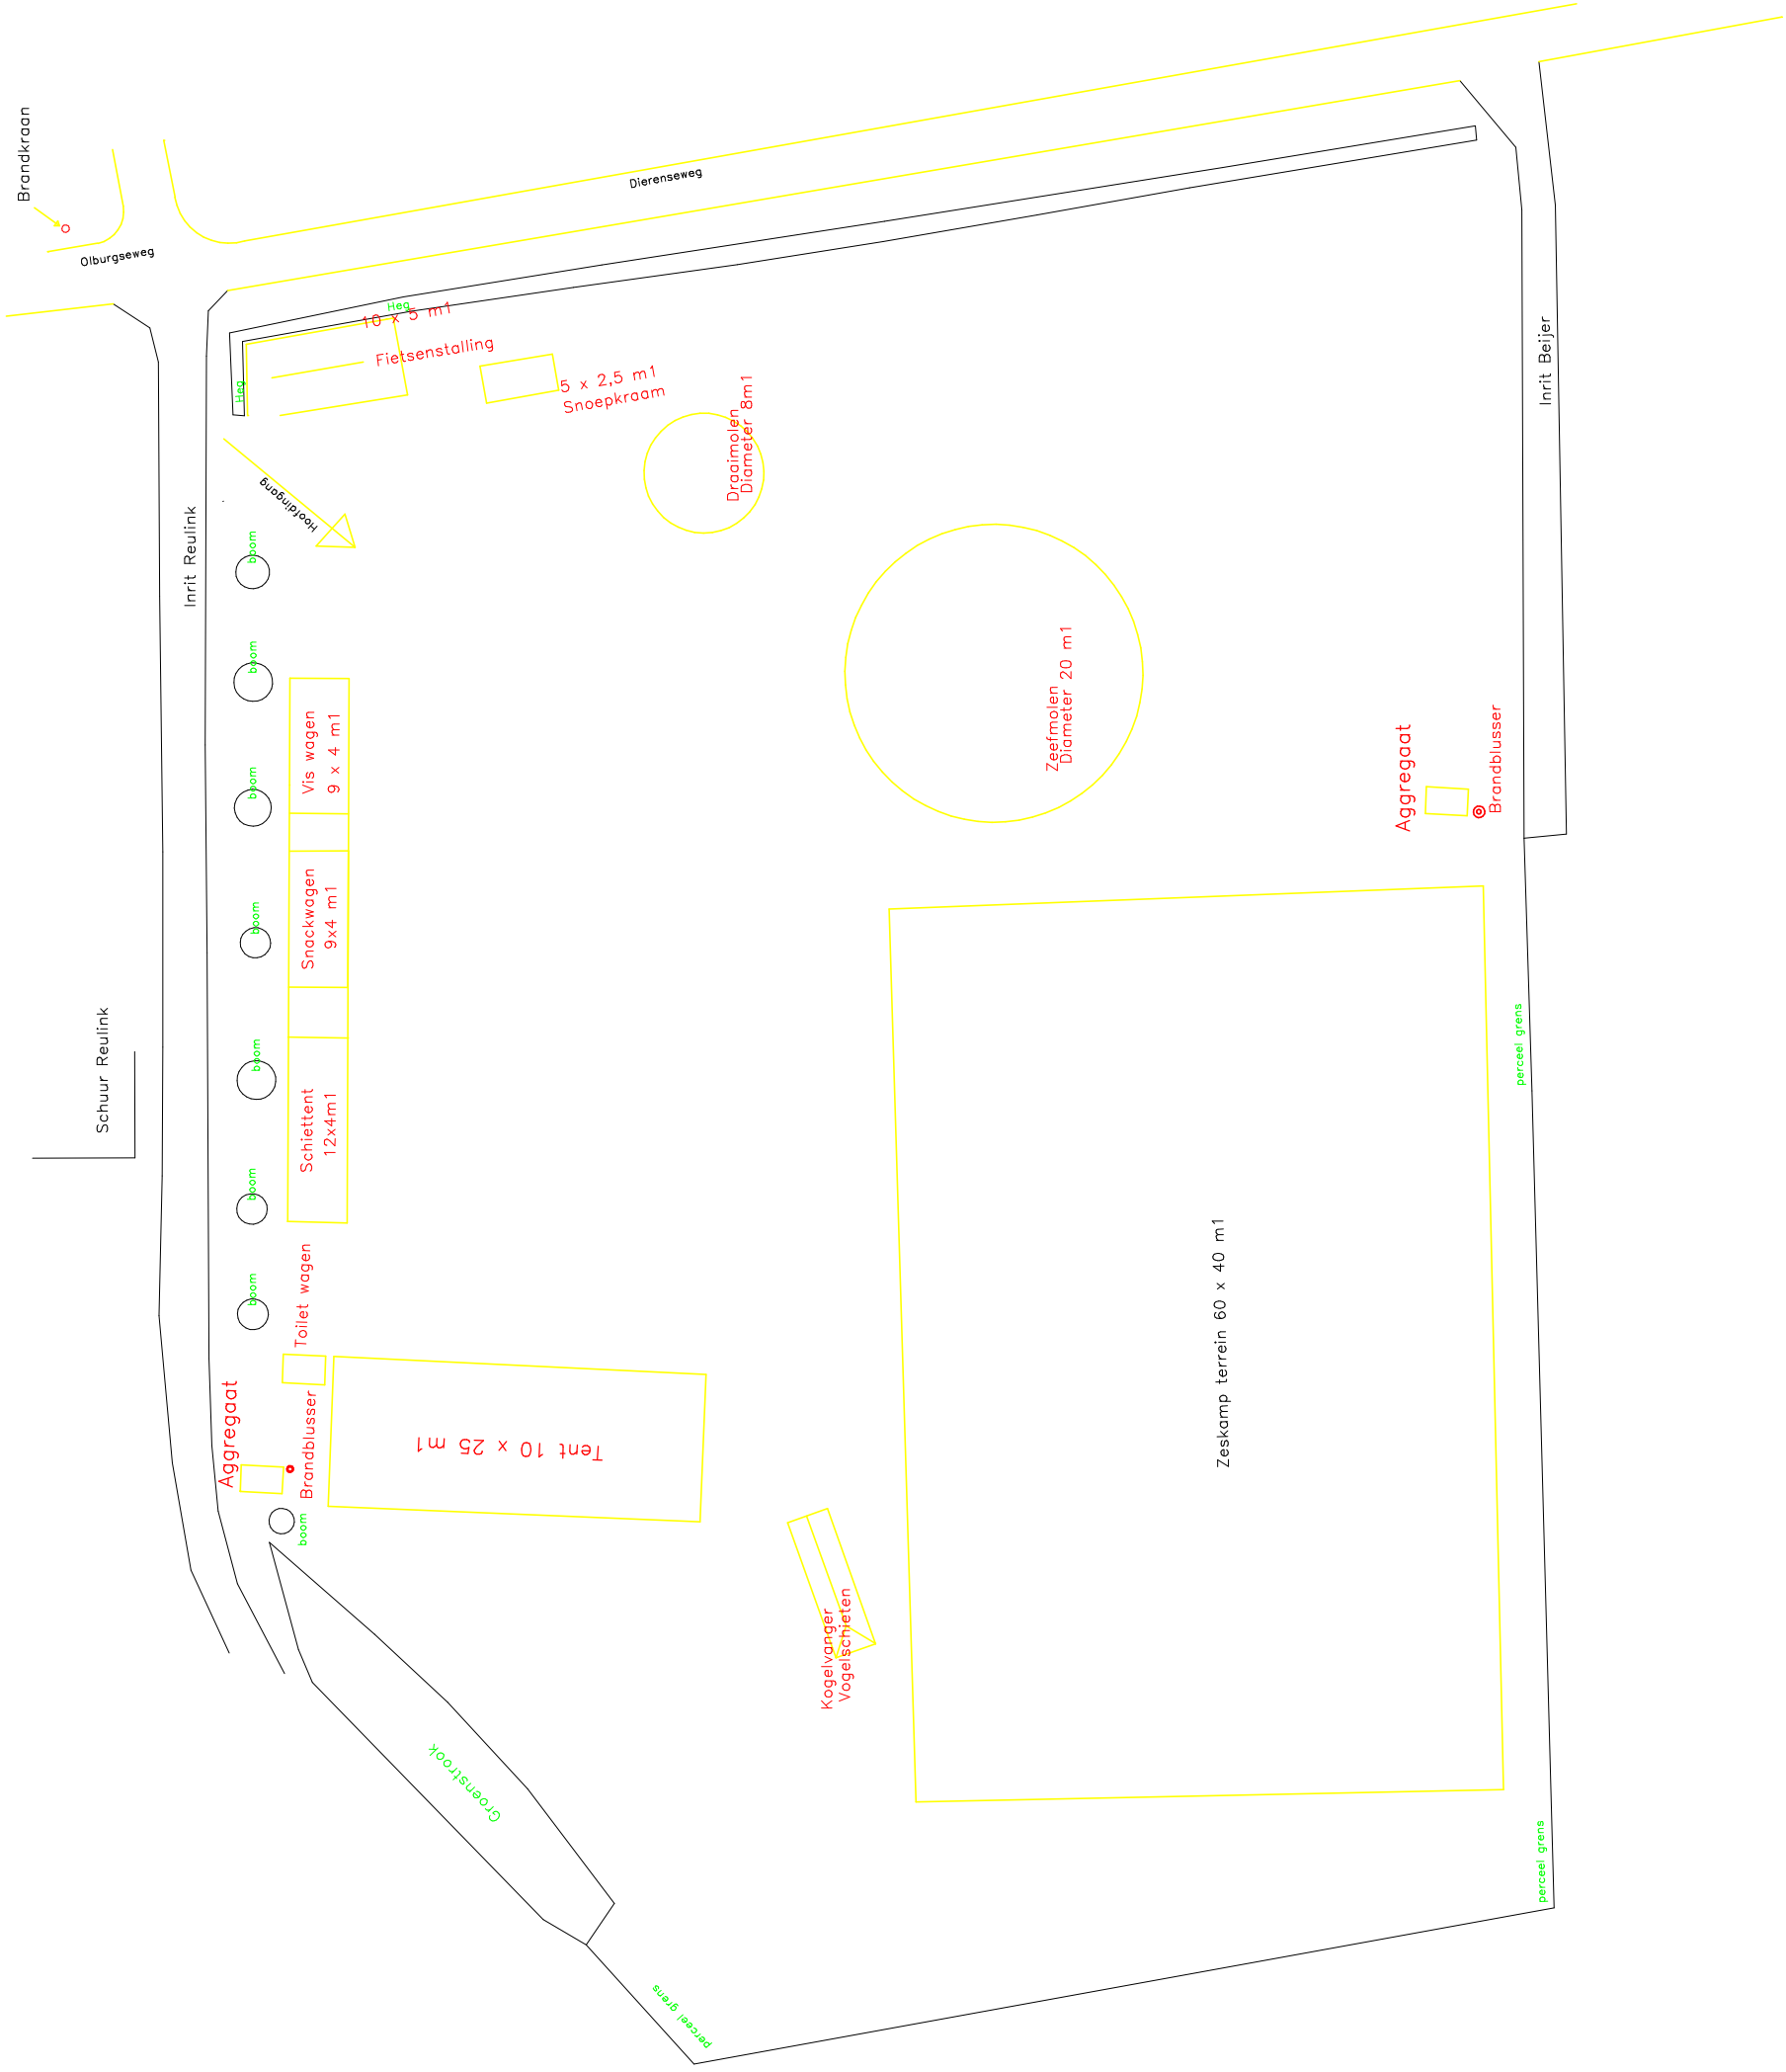 Brandkraan
Olburgseweg
Dierenseweg
Heg
10 x 5 m1
Fietsenstalling
Heg
5 x 2,5 m1
Snoepkraam
Draaimolen
Diameter 8m1
Inrit Beijer
Hoofdingang
Inrit Reulink
boom
boom
boom
boom
boom
boom
boom
boom
Vis wagen
9 x 4 m1
Snackwagen
9x4 m1
Schiettent
12x4m1
Zeefmolen
Diameter 20 m1
Aggregaat
Brandblusser
Schuur Reulink
perceel grens
Toilet wagen
Aggregaat
Brandblusser
Tent 10 x 25 m1
Zeskamp terrein 60 x 40 m1
Kogelvanger
Vogelschieten
Groenstrook
perceel grens
perceel grens